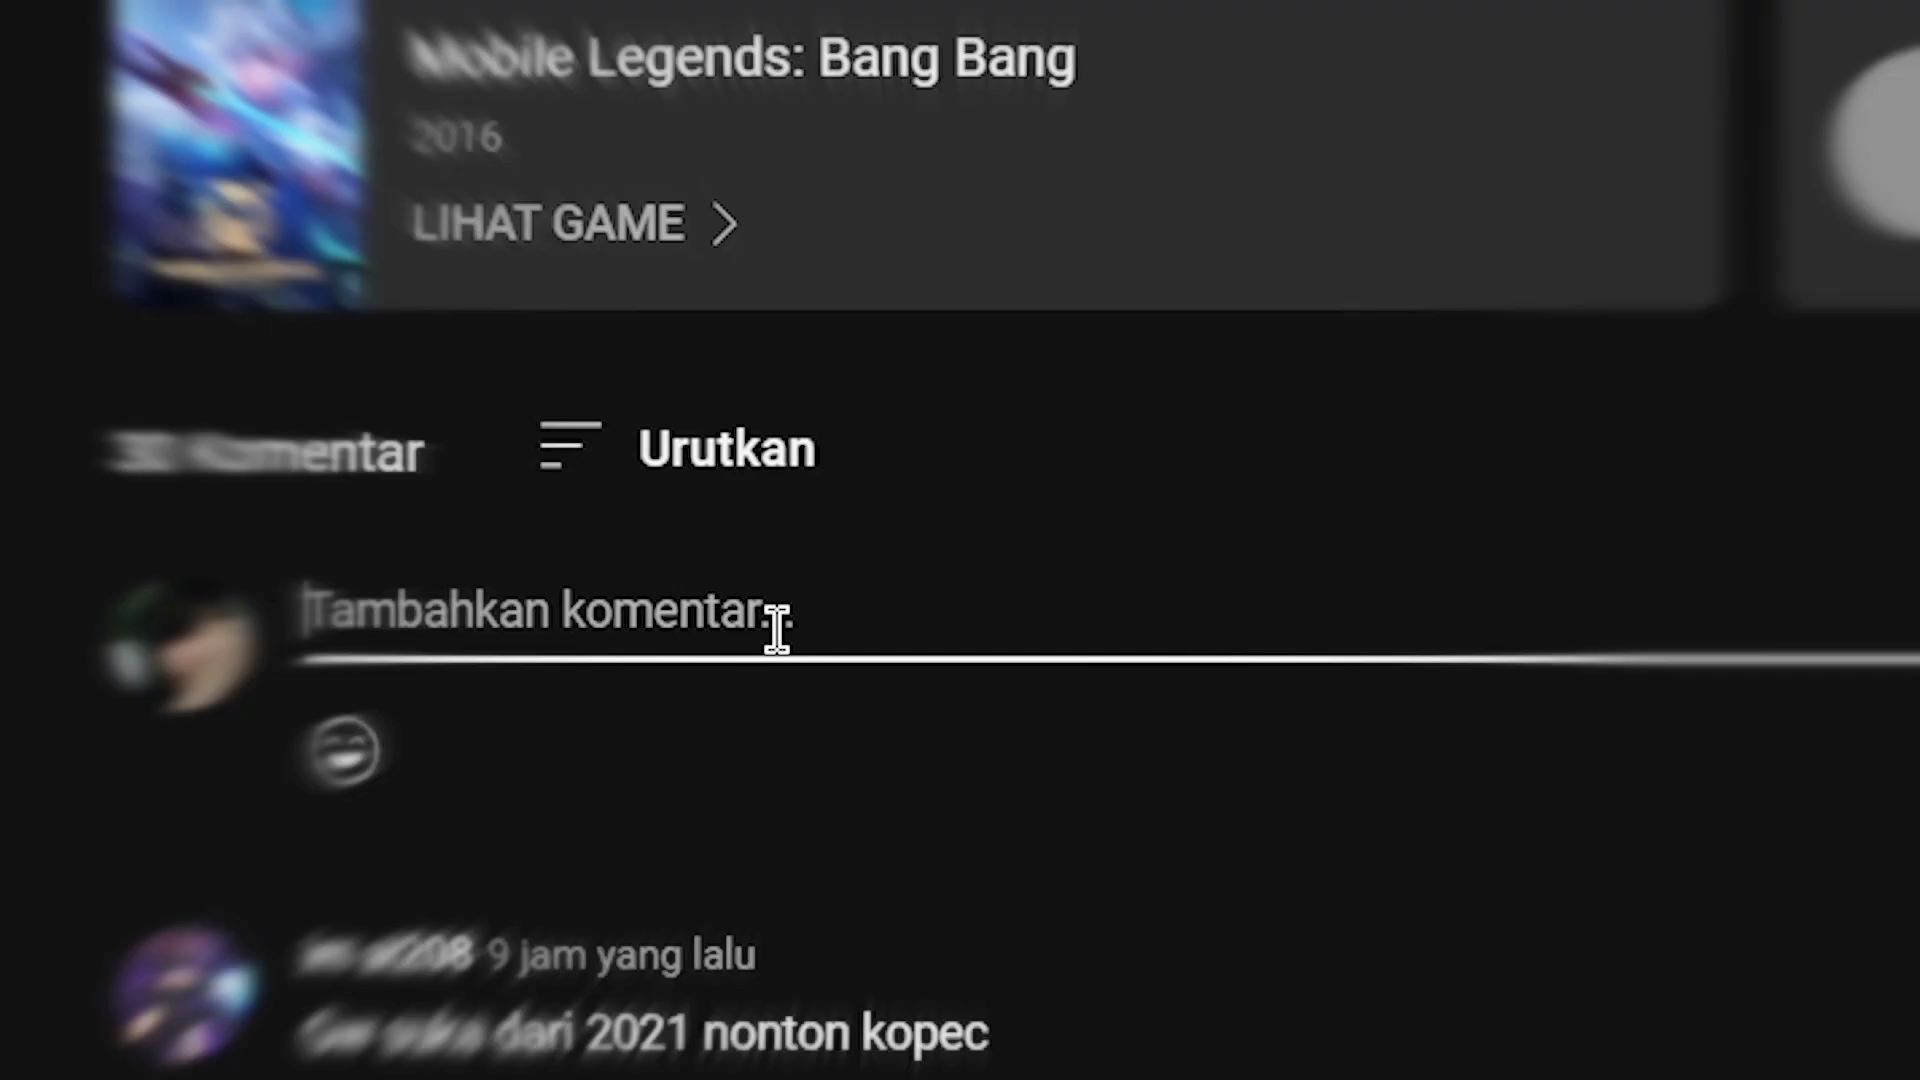 Mobile Legends: Bang Bang
2016
LIHAT GAME
Komentar
Urutkan
Tambahkan komentar...
9 jam yang lalu
dari 2021 nonton kopec